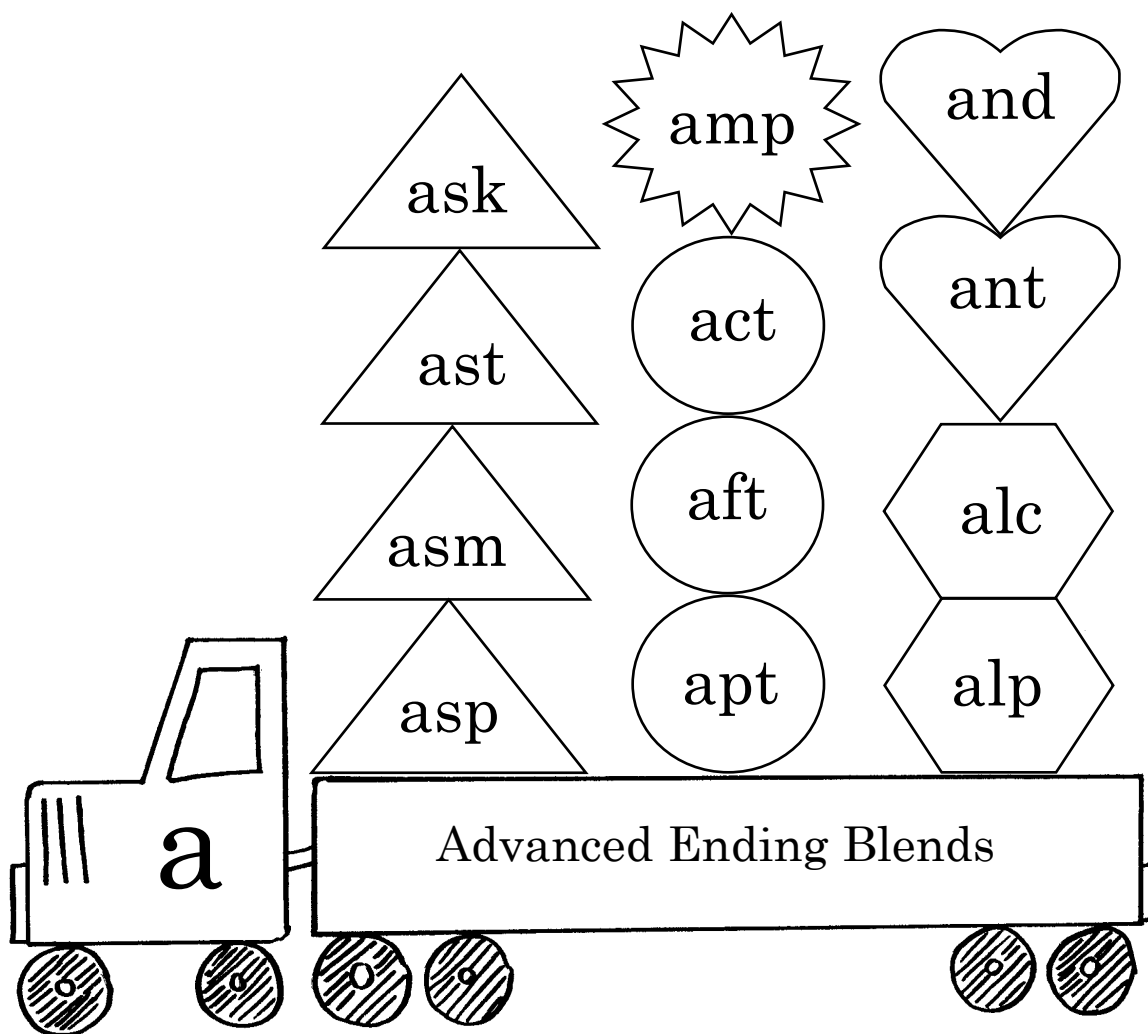 ask
ast
asm
asp
amp
act
aft
apt
and
ant
alc
alp
a
Advanced Ending Blends